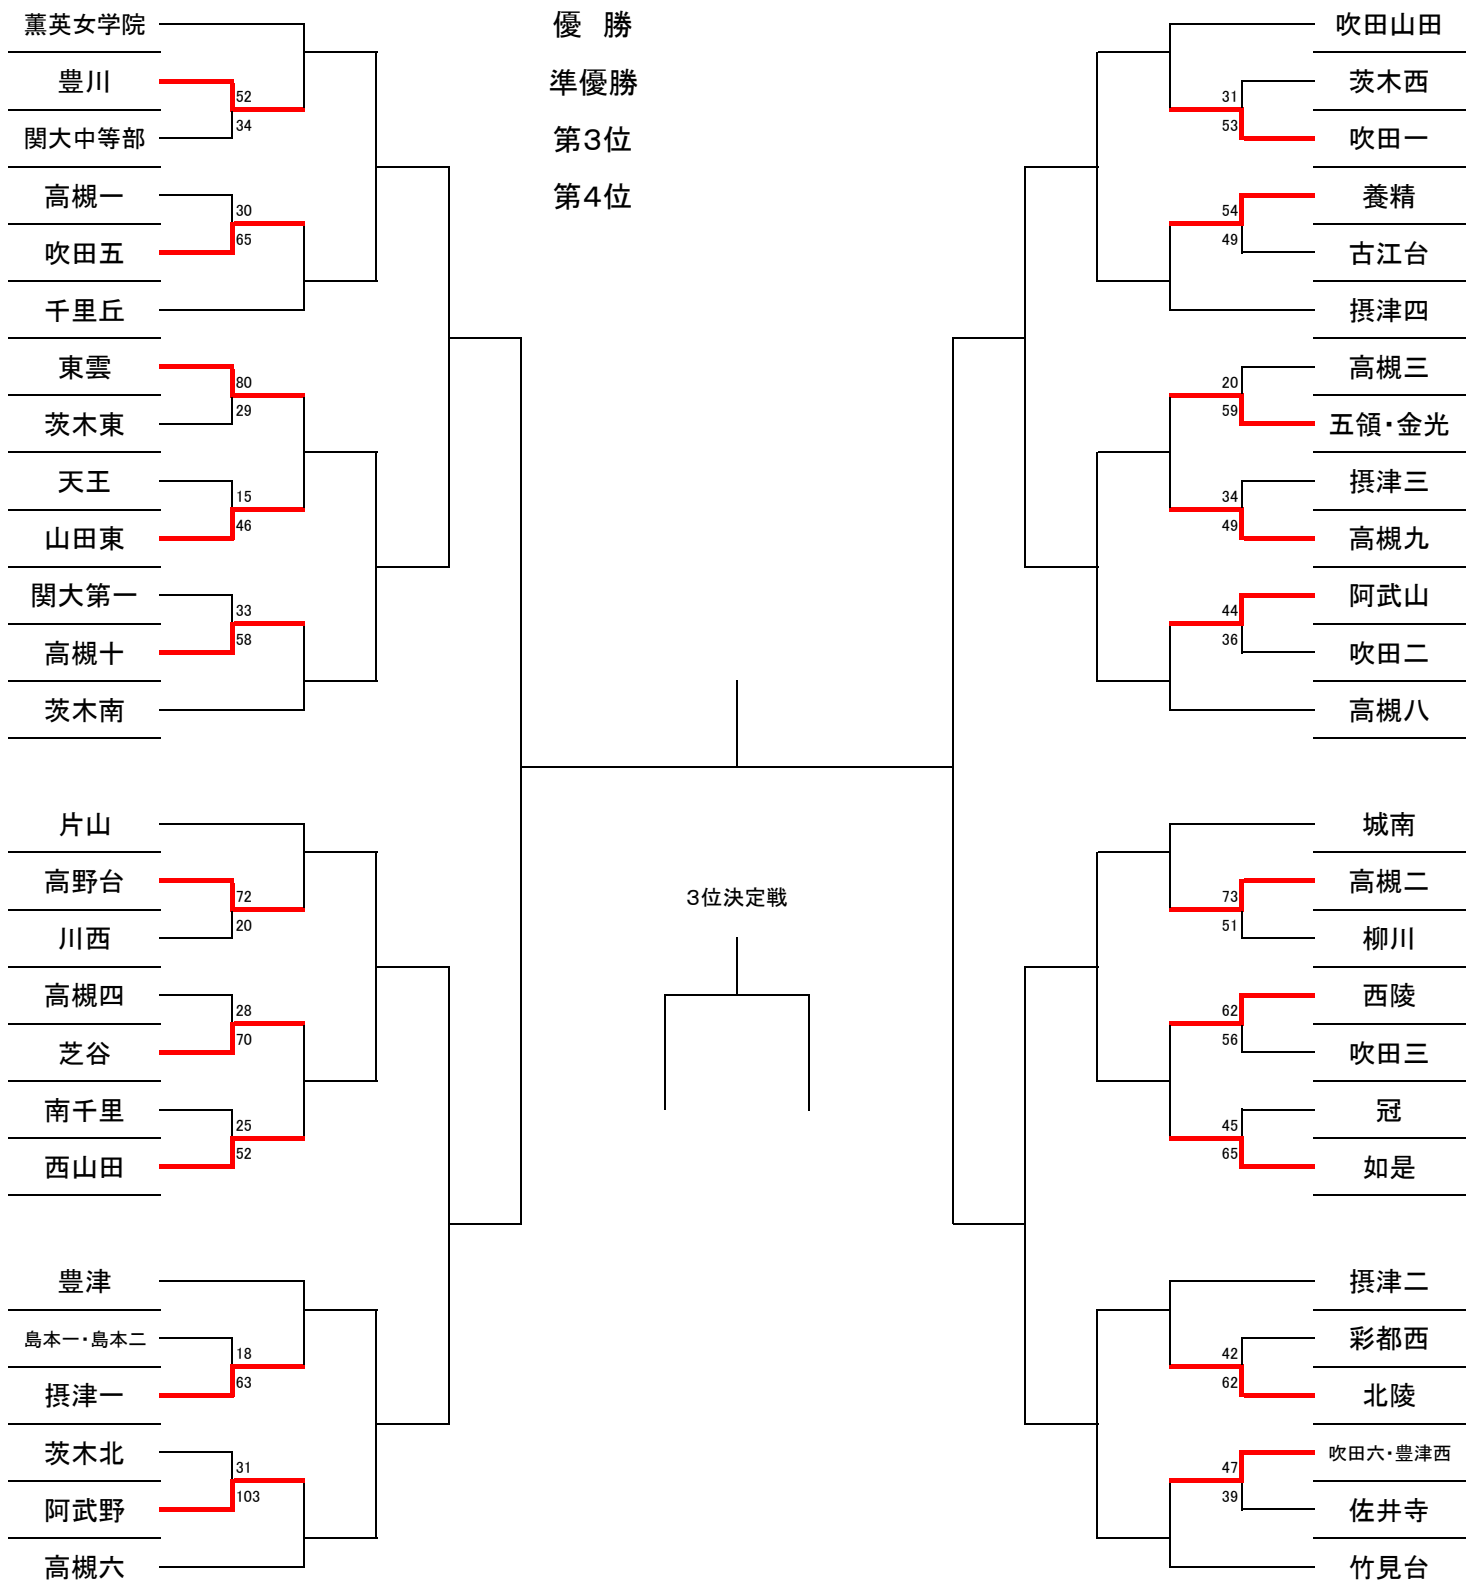 薫英女学院
豊川
52
34
関大中等部
高槻一
30
65
吹田五
千里丘
東雲
80
29
茨木東
天王
15
46
山田東
関大第一
33
58
高槻十
茨木南
片山
高野台
72
20
川西
高槻四
28
70
芝谷
南千里
25
52
西山田
豊津
島本一・島本二
18
63
摂津一
茨木北
31
103
阿武野
高槻六
優 勝
準優勝
第3位
第4位
3位決定戦
吹田山田
茨木西
31
53
吹田一
養精
54
49
古江台
摂津四
高槻三
20
59
五領・金光
摂津三
34
49
高槻九
阿武山
44
36
吹田二
高槻八
城南
高槻二
73
51
柳川
西陵
62
56
吹田三
冠
45
65
如是
摂津二
彩都西
42
62
北陵
吹田六・豊津西
47
39
佐井寺
竹見台